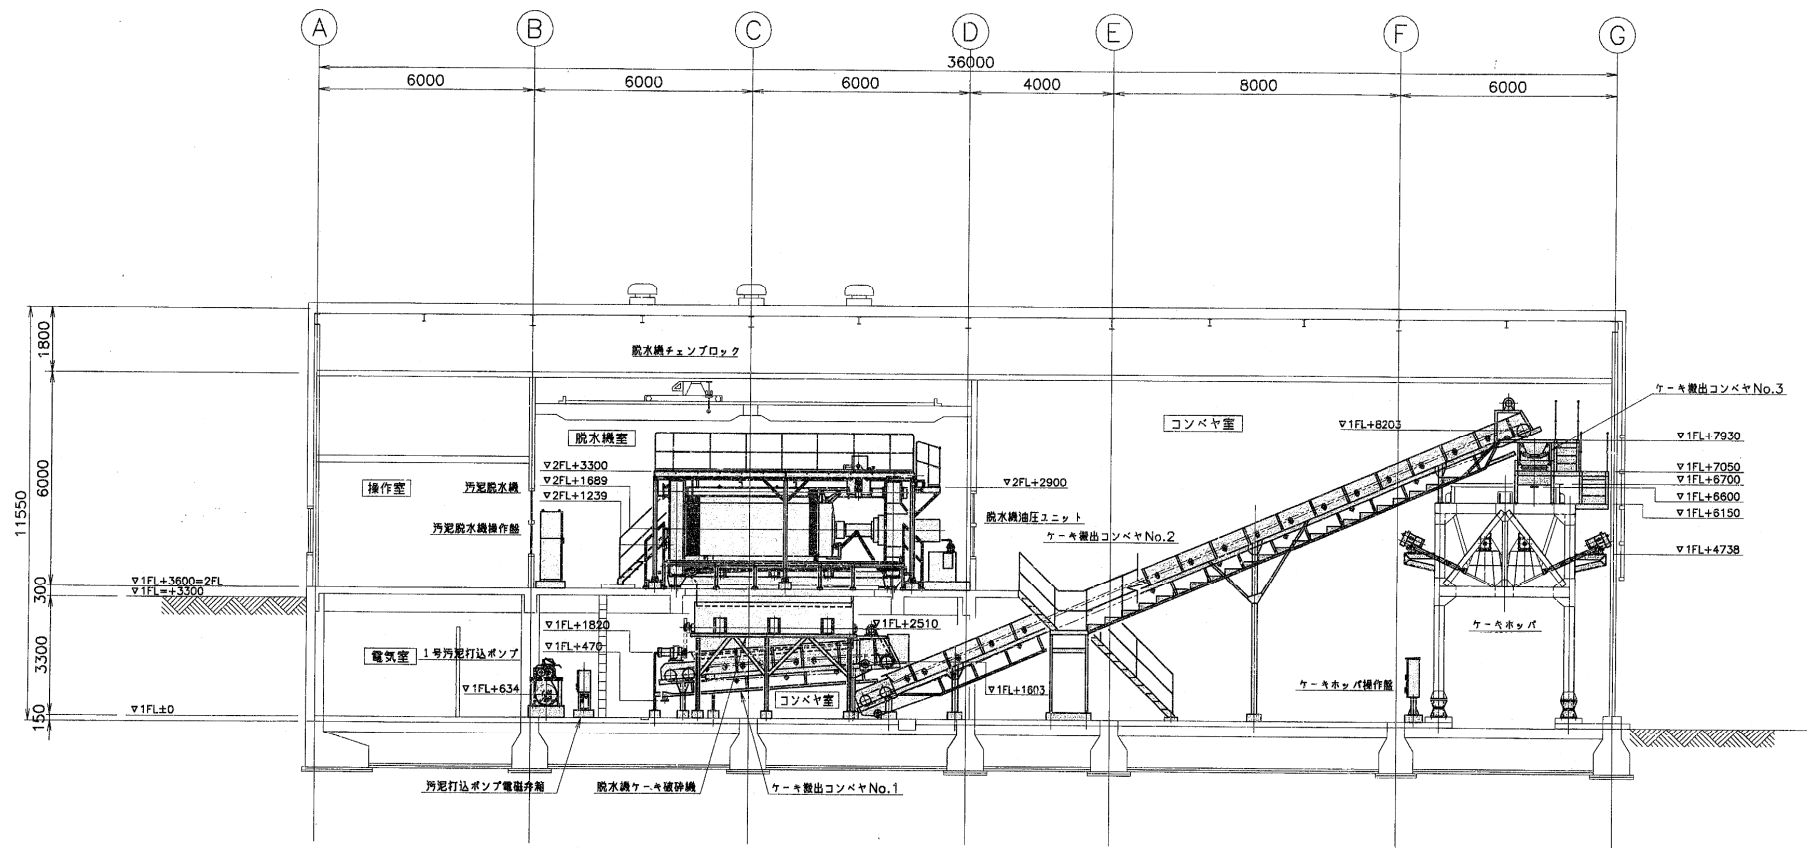 A B C D E F G
36000
6000 6000 6000 4000 8000 6000
1800
脱水機チェンブロック
ケーキ搬出コンベヤNo.3
コンベヤ室
▽1FL+8203
脱水機室
▽1FL+7930
▽2FL+3300
▽1FL+7050
6000
操作室
汚泥脱水機
▽2FL+1689
▽2FL+2900
▽1FL+6700
▽2FL+1239
▽1FL+6600
11550
脱水機油圧ユニット
▽1FL+6150
汚泥脱水機操作盤
ケーキ搬出コンベヤNo.2
▽1FL+4738
▽1FL+3600=2FL
300
▽1FL=+3300
▽1FL+1820
▽1FL+2510
ケーキホッパ
3300
▽1FL+470
電気室
1号汚泥打込ポンプ
▽1FL+634
▽1FL+1603
ケーキホッパ操作盤
コンベヤ室
150
▽1FL±0
汚泥打込ポンプ電磁弁箱
脱水機ケーキ破砕機
ケーキ搬出コンベヤNo.1